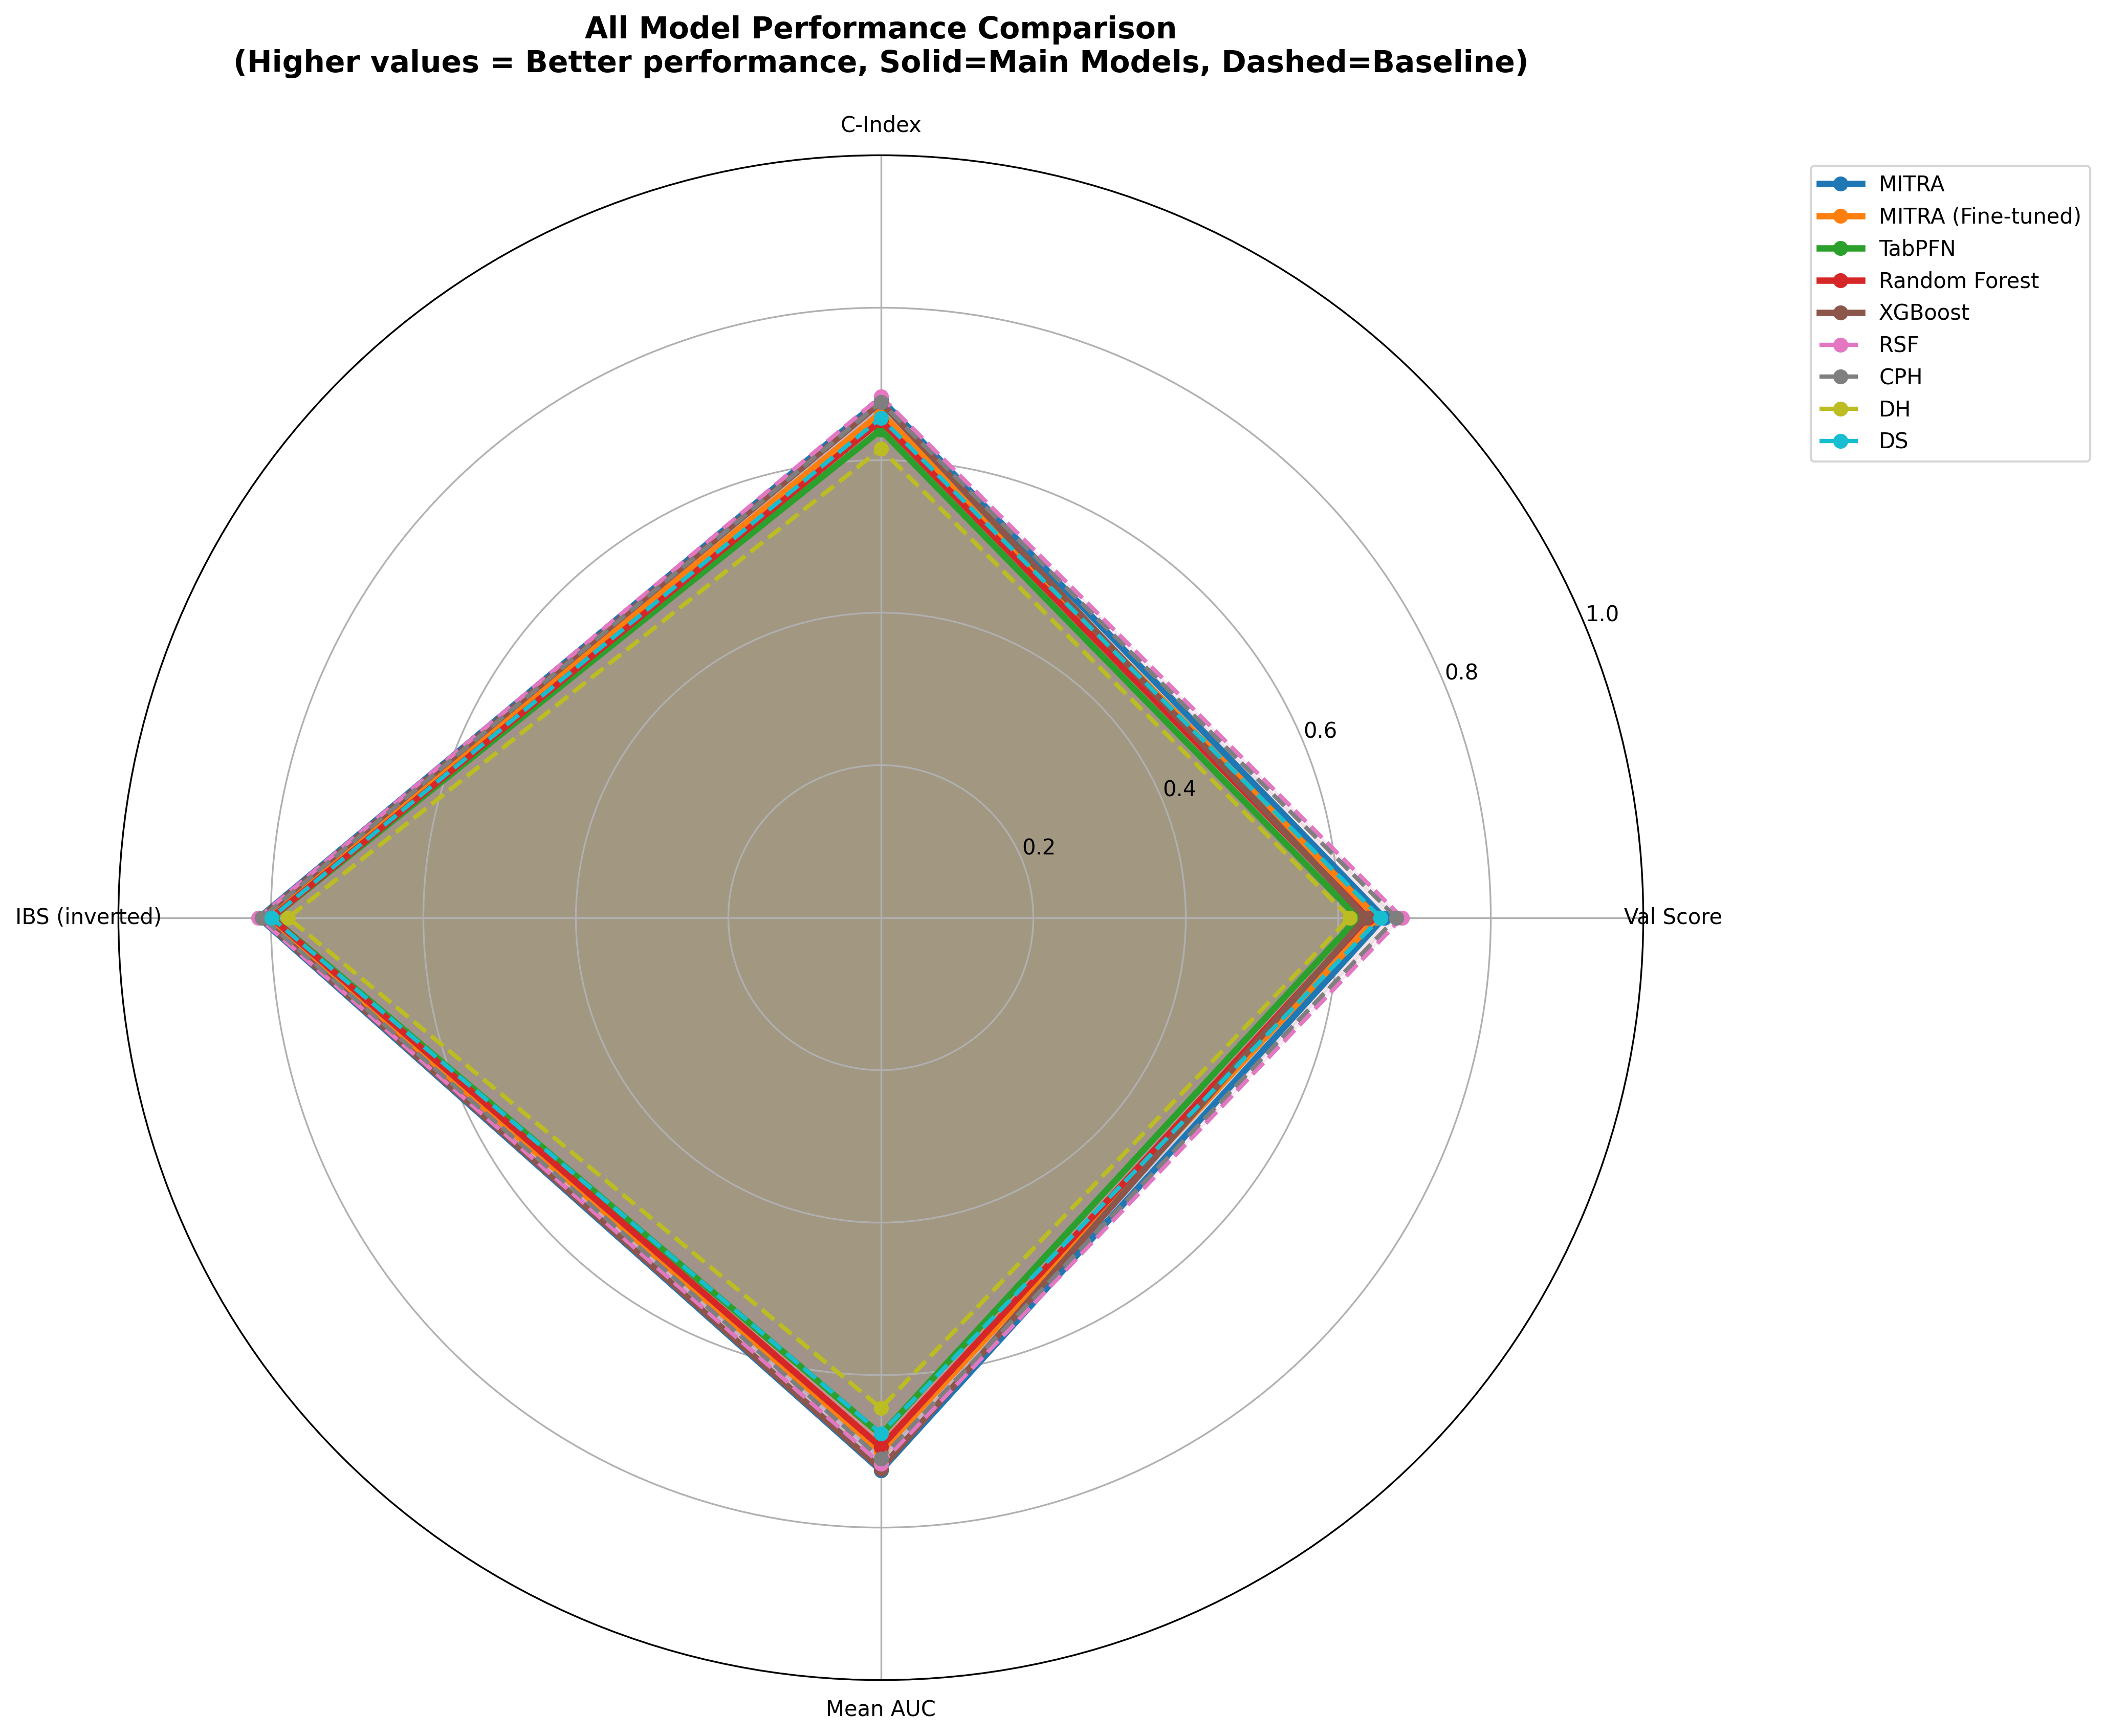 All Model Performance Comparison
(Higher values = Better performance, Solid=Main Models, Dashed=Baseline)
C-Index
MITRA
MITRA (Fine-tuned)
TabPFN
Random Forest
XGBoost
RSF
CPH
DH
DS
1.0
0.8
0.6
0.4
0.2
IBS (inverted)
Val Score
Mean AUC